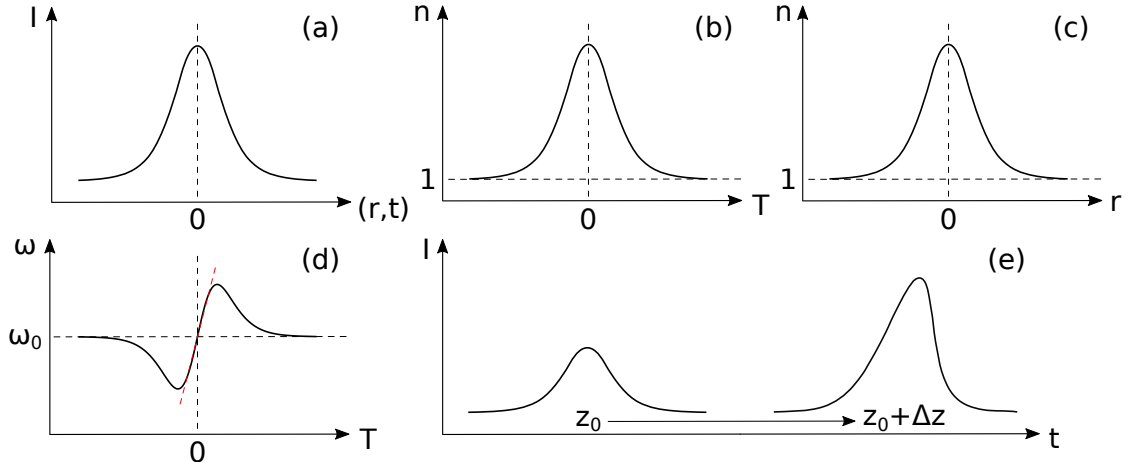 I
(a)
0
(r,t)
n
(b)
1
0
T
n
(c)
1
0
r
ω
(d)
ω₀
0
T
I
(e)
z₀
z₀+Δz
t